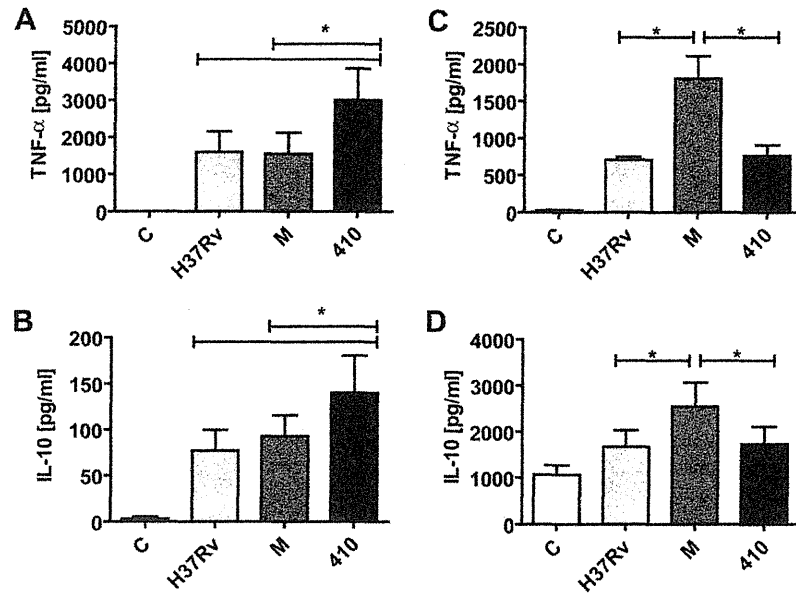 A
TNF-α [pg/ml]
5000
4000
3000
2000
1000
0
*
C
H37Rv
M
410
C
TNF-α [pg/ml]
2500
2000
1500
1000
500
0
*
*
C
H37Rv
M
410
B
IL-10 [pg/ml]
200
150
100
50
0
*
C
H37Rv
M
410
D
IL-10 [pg/ml]
4000
3000
2000
1000
0
*
*
C
H37Rv
M
410